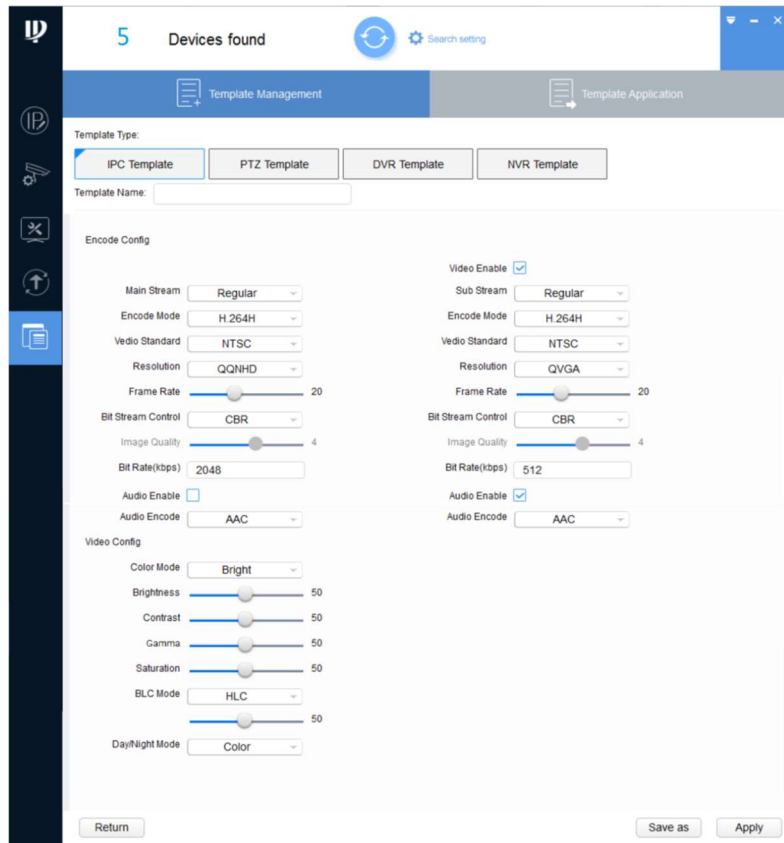 5 Devices found Search setting
Template Management Template Application
Template Type:
IPC Template PTZ Template DVR Template NVR Template
Template Name:
Encode Config
Video Enable
Main Stream Regular Sub Stream Regular
Encode Mode H.264H Encode Mode H.264H
Vedio Standard NTSC Vedio Standard NTSC
Resolution QQNHD Resolution QVGA
Frame Rate 20 Frame Rate 20
Bit Stream Control CBR Bit Stream Control CBR
Image Quality 4 Image Quality 4
Bit Rate(kbps) 2048 Bit Rate(kbps) 512
Audio Enable Audio Enable
Audio Encode AAC Audio Encode AAC
Video Config
Color Mode Bright
Brightness 50
Contrast 50
Gamma 50
Saturation 50
BLC Mode HLC
50
Day/Night Mode Color
Return Save as Apply